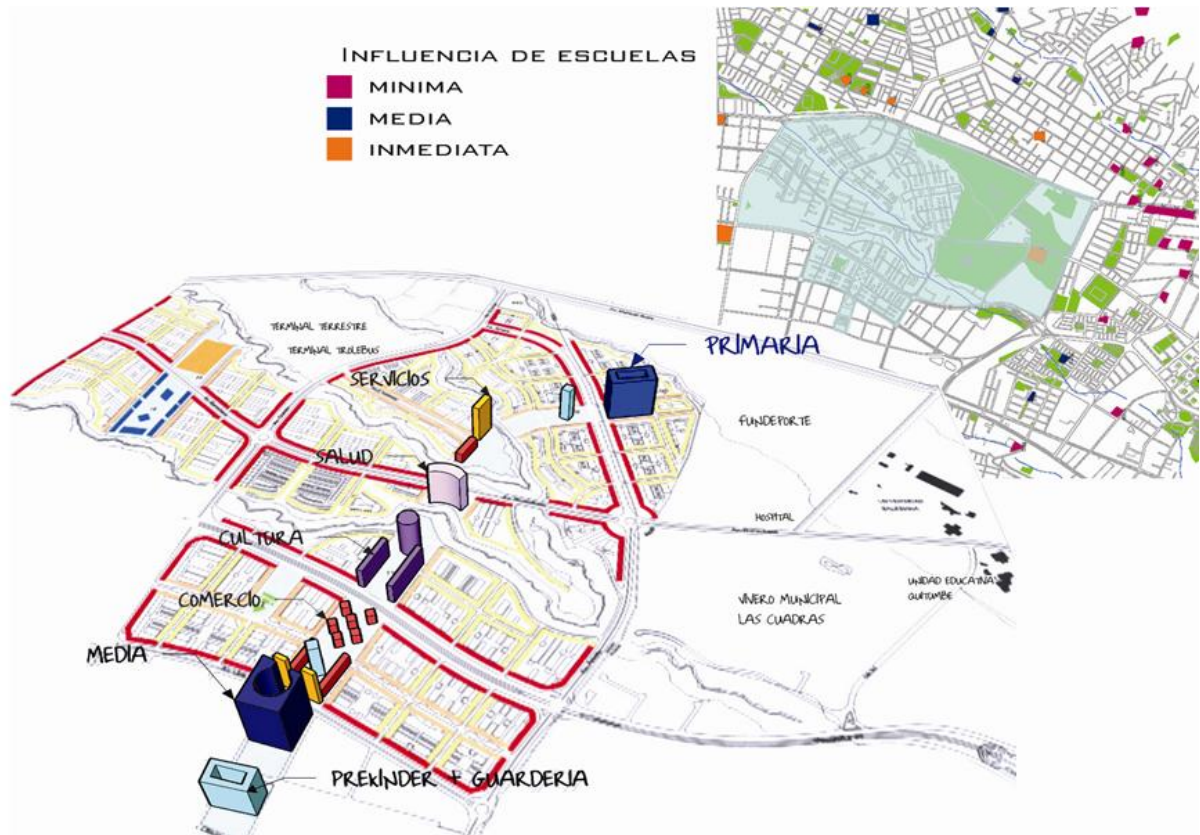 INFLUENCIA DE ESCUELAS
MINIMA
MEDIA
INMEDIATA
TERMINAL TERRESTRE
TERMINAL TROLEBUS
PRIMARIA
SERVICIOS
FUNDEPORTE
SALUD
HOSPITAL
CULTURA
UNIDAD EDUCATIVA
QUITUMBE
VIVERO MUNICIPAL
LAS CUADRAS
COMERCIO
MEDIA
PREKINDER + GUARDERIA